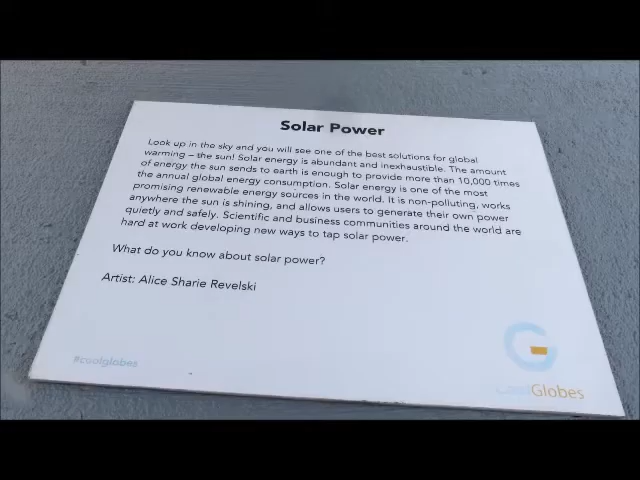 Solar Power
Look up in the sky and you will see one of the best solutions for global
warming – the sun! Solar energy is abundant and inexhaustible. The amount
of energy the sun sends to earth is enough to provide more than 10,000 times
the annual global energy consumption. Solar energy is one of the most
promising renewable energy sources in the world. It is non-polluting, works
anywhere the sun is shining, and allows users to generate their own power
quietly and safely. Scientific and business communities around the world are
hard at work developing new ways to tap solar power.
What do you know about solar power?
Artist: Alice Sharie Revelski
#coolglobes
CoolGlobes